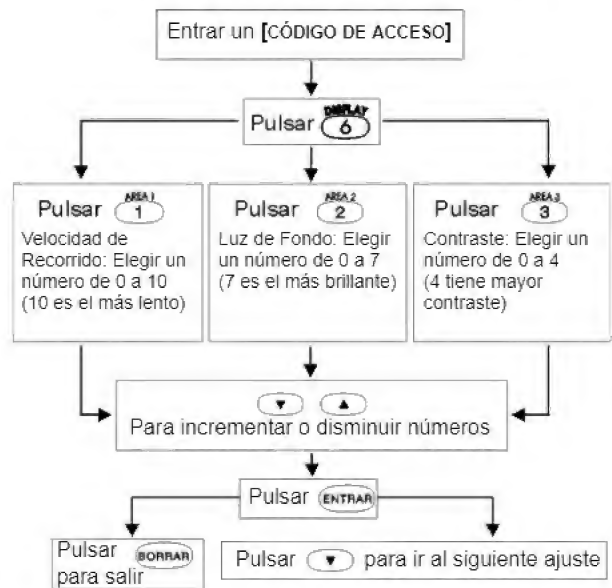 Entrar un [CÓDIGO DE ACCESO]
DISPLAY
Pulsar 6
AREA 1
Pulsar 1
Velocidad de
Recorrido: Elegir un
número de 0 a 10
(10 es el más lento)
AREA 2
Pulsar 2
Luz de Fondo: Elegir
un número de 0 a 7
(7 es el más brillante)
AREA 3
Pulsar 3
Contraste: Elegir un
número de 0 a 4
(4 tiene mayor
contraste)
Para incrementar o disminuir números
Pulsar ENTRAR
Pulsar BORRAR
para salir
Pulsar ▼ para ir al siguiente ajuste